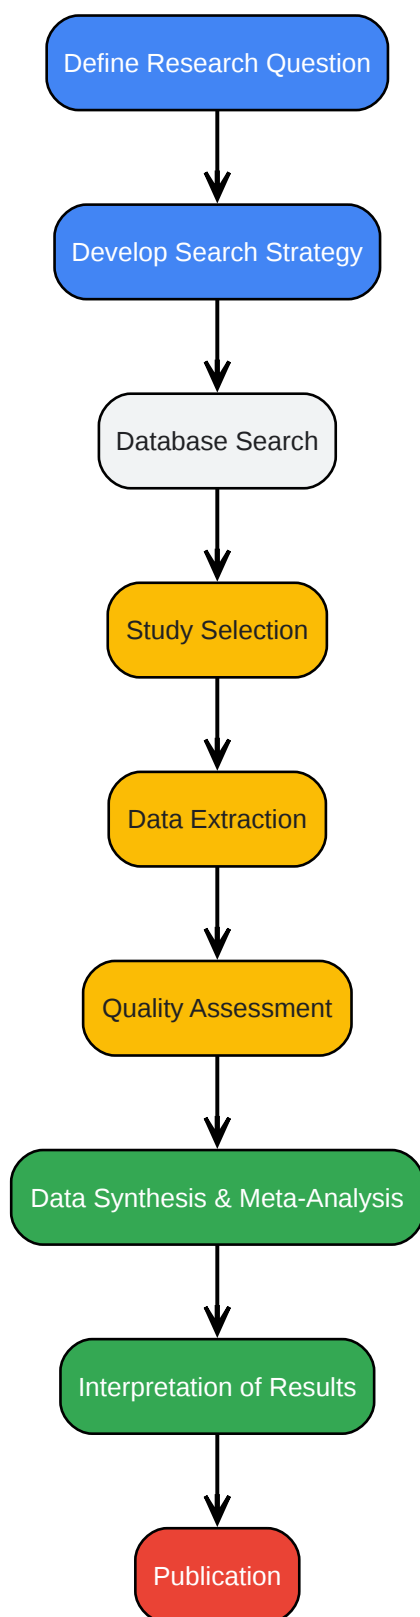 Define Research Question
Develop Search Strategy
Database Search
Study Selection
Data Extraction
Quality Assessment
Data Synthesis & Meta-Analysis
Interpretation of Results
Publication